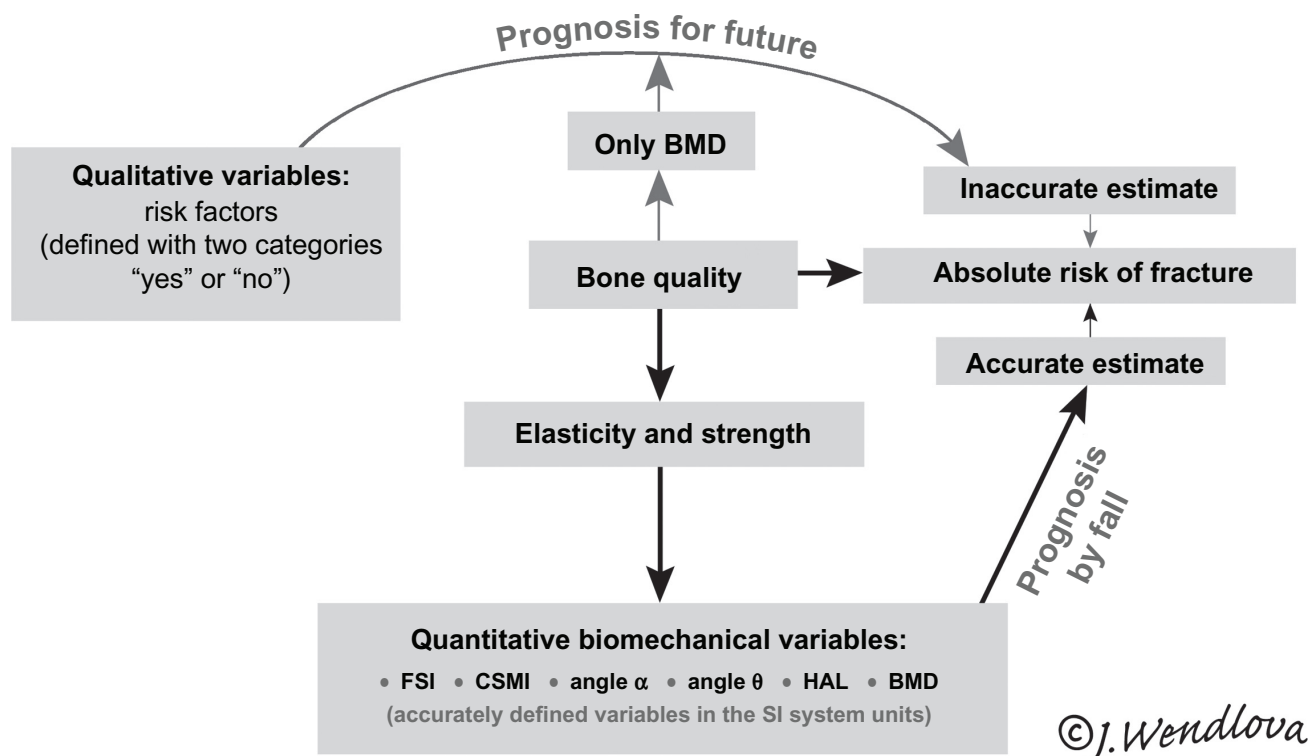 Prognosis for future
Only BMD
Qualitative variables:
risk factors
(defined with two categories
“yes” or “no”)
Inaccurate estimate
Bone quality
Absolute risk of fracture
Accurate estimate
Elasticity and strength
Prognosis
by fall
Quantitative biomechanical variables:
• FSI • CSMI • angle α • angle θ • HAL • BMD
(accurately defined variables in the SI system units)
©J.Wendlova